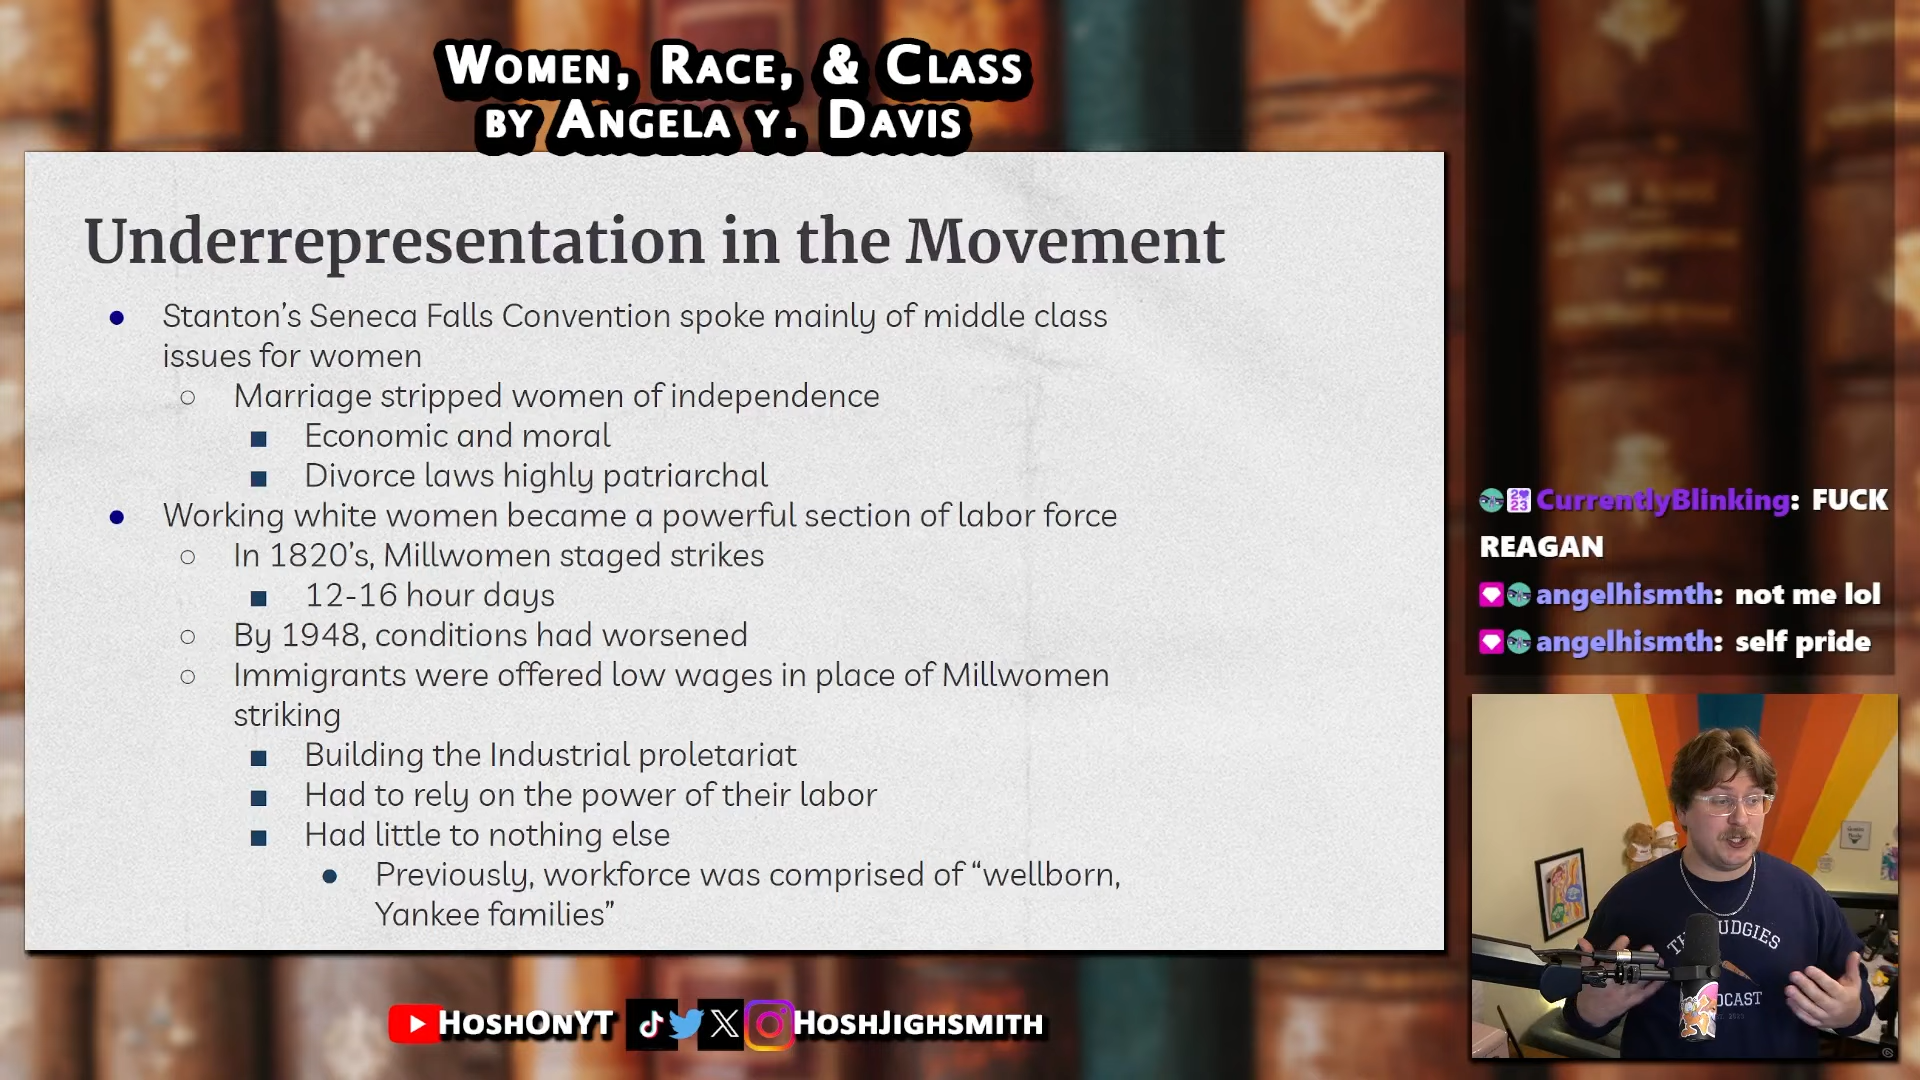 Women, Race, & Class
by Angela y. Davis
Underrepresentation in the Movement
● Stanton’s Seneca Falls Convention spoke mainly of middle class
issues for women
○ Marriage stripped women of independence
■ Economic and moral
■ Divorce laws highly patriarchal
● Working white women became a powerful section of labor force
○ In 1820’s, Millwomen staged strikes
■ 12-16 hour days
○ By 1948, conditions had worsened
○ Immigrants were offered low wages in place of Millwomen
striking
■ Building the Industrial proletariat
■ Had to rely on the power of their labor
■ Had little to nothing else
● Previously, workforce was comprised of “wellborn,
Yankee families”
CurrentlyBlinking: FUCK
REAGAN
angelhismth: not me lol
angelhismth: self pride
HoshOnYT
HoshJighsmith